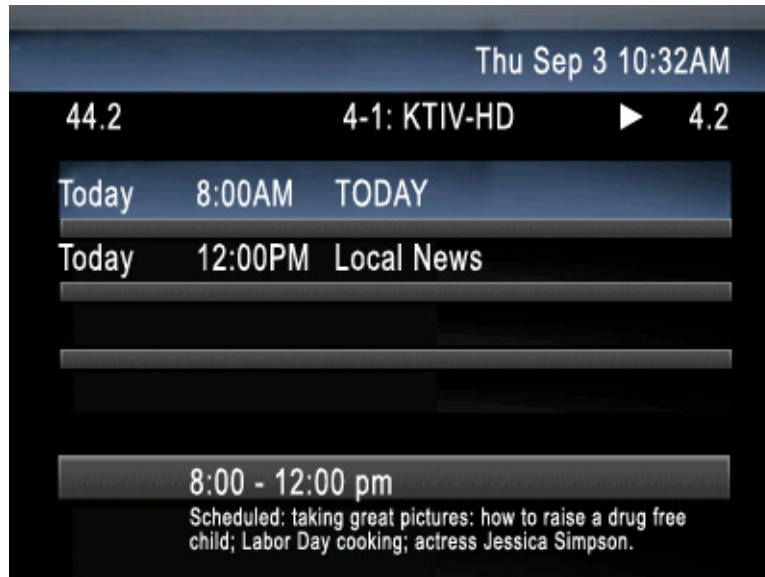 Thu Sep 3 10:32AM
44.2 4-1: KTIV-HD ▶ 4.2
Today 8:00AM TODAY
Today 12:00PM Local News
8:00 - 12:00 pm
Scheduled: taking great pictures: how to raise a drug free
child; Labor Day cooking; actress Jessica Simpson.